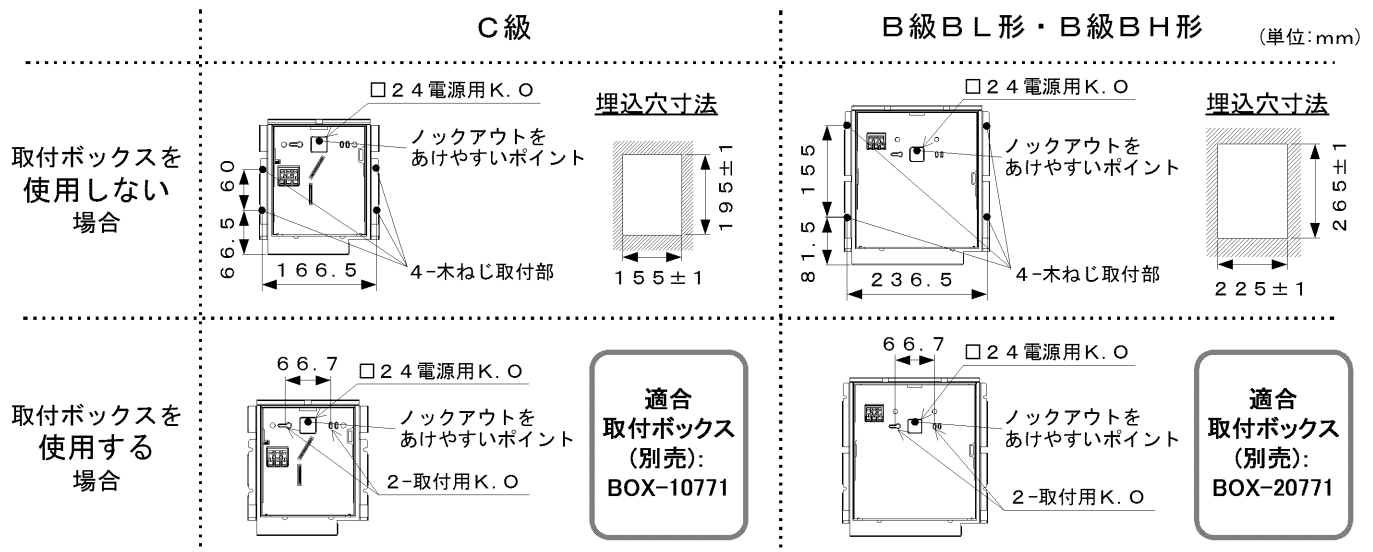 C級
B級BL形・B級BH形
(単位:mm)
取付ボックスを
使用しない
場合
□24電源用K.O
ノックアウトを
あけやすいポイント
60
66.5
166.5
4-木ねじ取付部
埋込穴寸法
195±1
155±1
□24電源用K.O
ノックアウトを
あけやすいポイント
155
81.5
236.5
4-木ねじ取付部
埋込穴寸法
265±1
225±1
取付ボックスを
使用する
場合
66.7
□24電源用K.O
ノックアウトを
あけやすいポイント
2-取付用K.O
適合
取付ボックス
(別売):
BOX-10771
66.7
□24電源用K.O
ノックアウトを
あけやすいポイント
2-取付用K.O
適合
取付ボックス
(別売):
BOX-20771